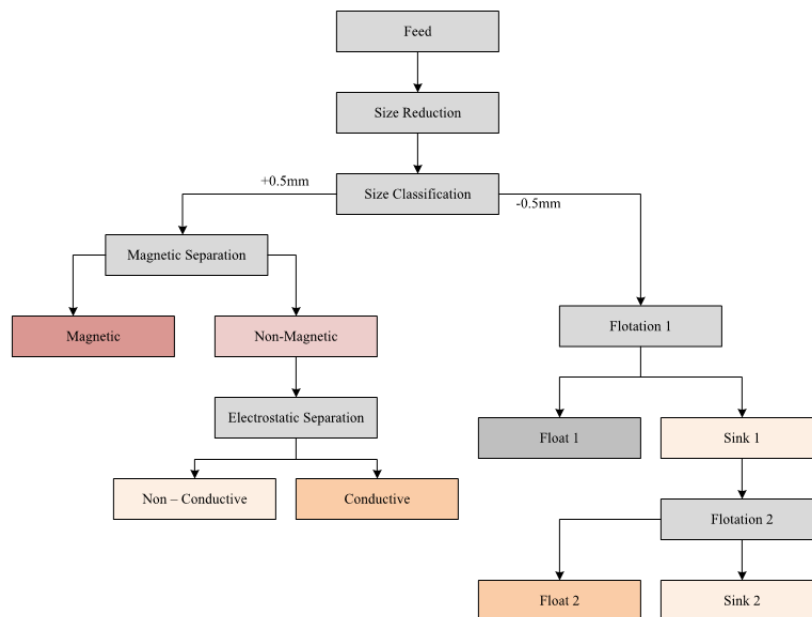 Feed
Size Reduction
Size Classification
+0.5mm
-0.5mm
Magnetic Separation
Magnetic
Non-Magnetic
Flotation 1
Electrostatic Separation
Float 1
Sink 1
Non – Conductive
Conductive
Flotation 2
Float 2
Sink 2